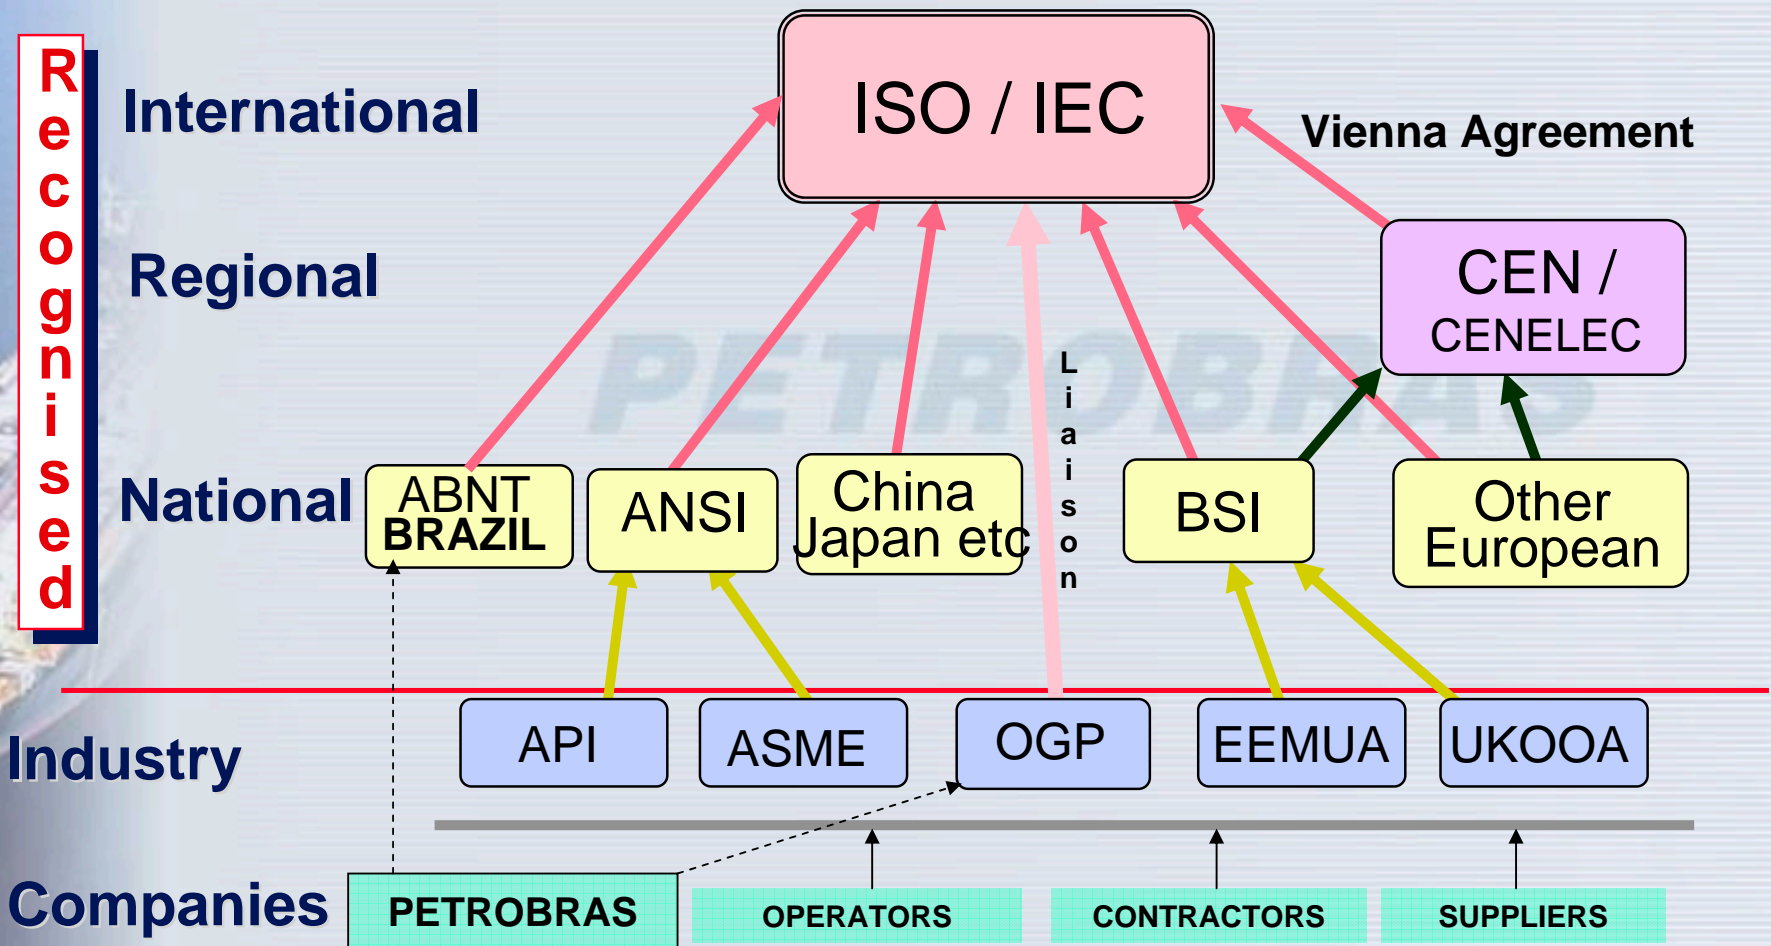 Recognised
International
ISO / IEC
Vienna Agreement
Regional
CEN /
CENELEC
PETROBRAS
Liaison
National
ABNT
BRAZIL
ANSI
China
Japan etc
BSI
Other
European
Industry
API
ASME
OGP
EEMUA
UKOOA
Companies
PETROBRAS
OPERATORS
CONTRACTORS
SUPPLIERS